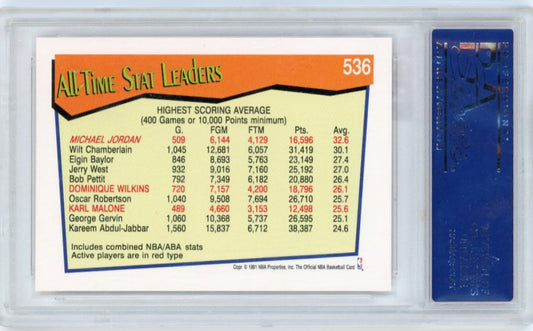 All-Time Stat Leaders 536
HIGHEST SCORING AVERAGE
(400 Games or 10,000 Points minimum)
G. FGM FTM Pts. Avg.
MICHAEL JORDAN 509 6,144 4,129 16,596 32.6
Wilt Chamberlain 1,045 12,681 6,057 31,419 30.1
Elgin Baylor 846 8,693 5,763 23,149 27.4
Jerry West 932 9,016 7,160 25,192 27.0
Bob Pettit 792 7,349 6,182 20,880 26.4
DOMINIQUE WILKINS 720 7,157 4,200 18,796 26.1
Oscar Robertson 1,040 9,508 7,694 26,710 25.7
KARL MALONE 489 4,660 3,153 12,498 25.6
George Gervin 1,060 10,368 5,737 26,595 25.1
Kareem Abdul-Jabbar 1,560 15,837 6,712 38,387 24.6
Includes combined NBA/ABA stats
Active players are in red type
Copr © 1991 NBA Properties, Inc. The Official NBA Basketball Card
PSA